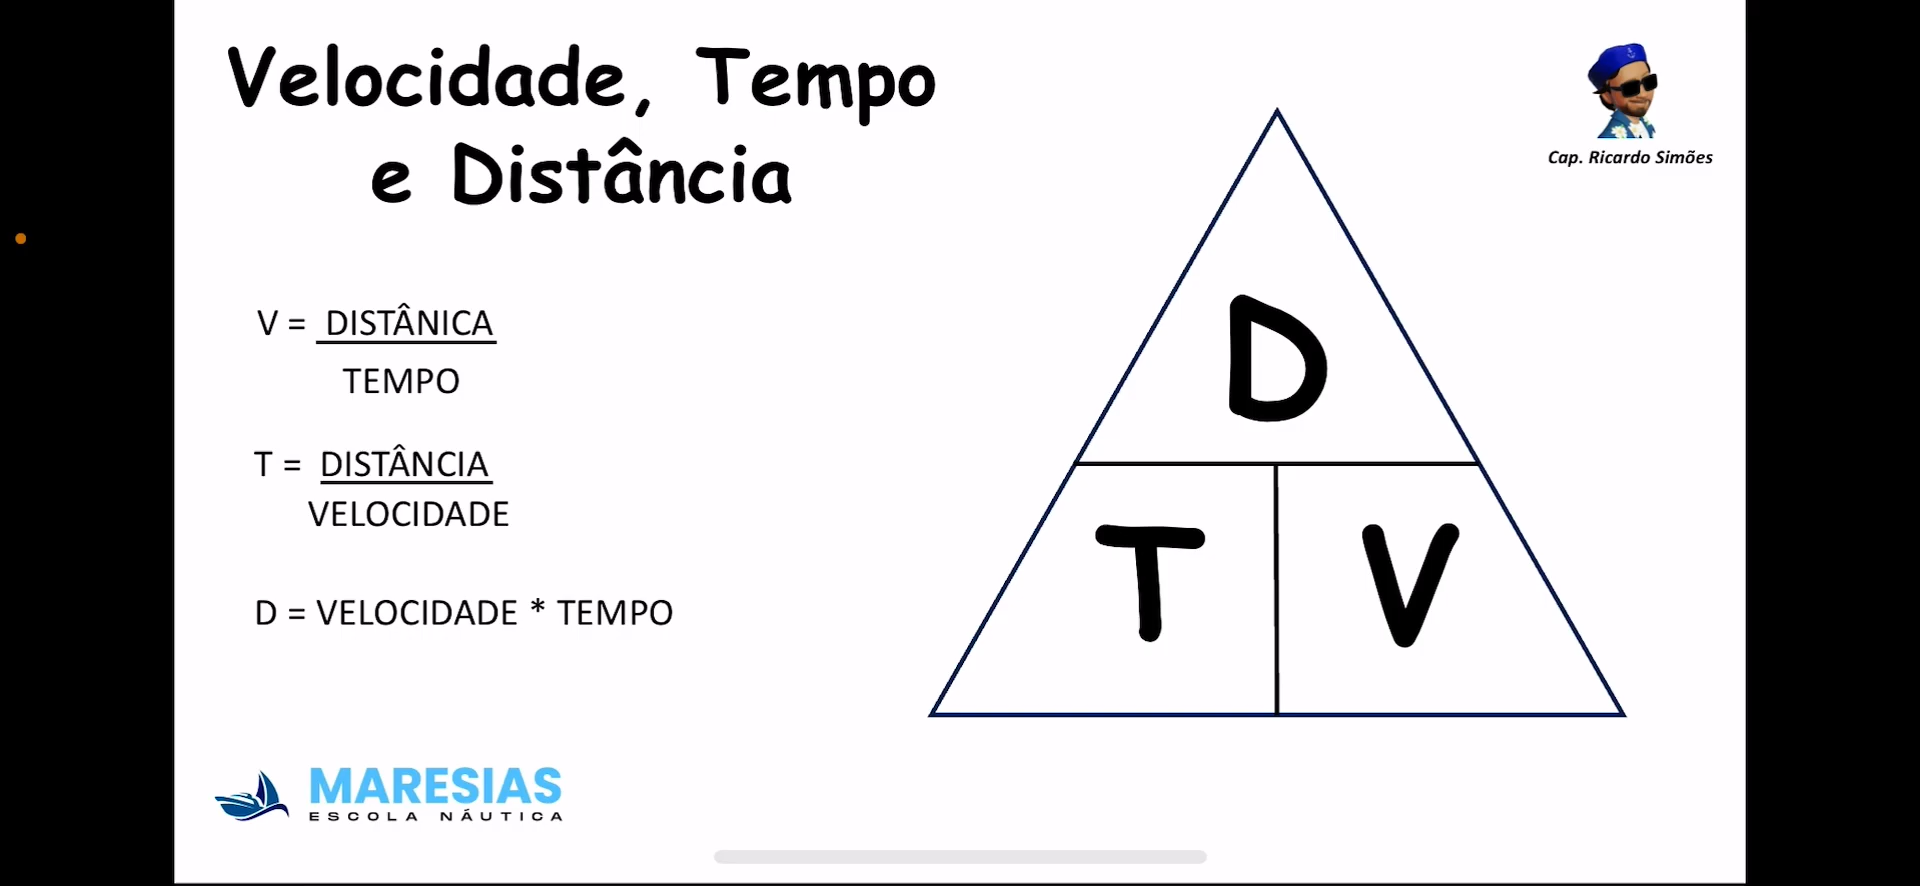 Velocidade, Tempo
e Distância
Cap. Ricardo Simões
V = DISTÂNICA
TEMPO
T = DISTÂNCIA
VELOCIDADE
D = VELOCIDADE * TEMPO
D
T V
MARESIAS
ESCOLA NÁUTICA